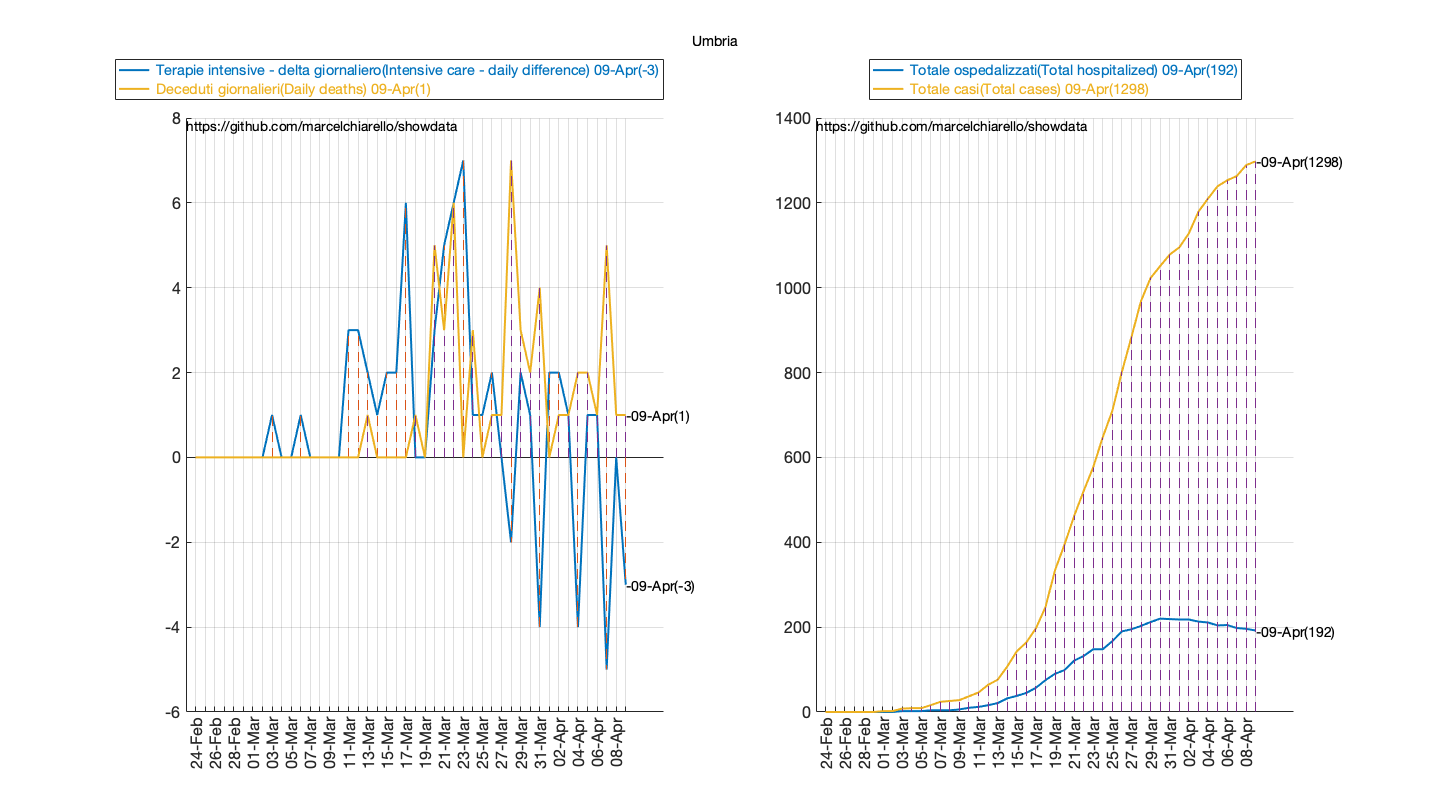 Umbria
Terapie intensive - delta giornaliero(Intensive care - daily difference) 09-Apr(-3)
Deceduti giornalieri(Daily deaths) 09-Apr(1)
https://github.com/marcelchiarello/showdata
8
6
4
2
0
-2
-4
-6
-09-Apr(1)
-09-Apr(-3)
24-Feb
26-Feb
28-Feb
01-Mar
03-Mar
05-Mar
07-Mar
09-Mar
11-Mar
13-Mar
15-Mar
17-Mar
19-Mar
21-Mar
23-Mar
25-Mar
27-Mar
29-Mar
31-Mar
02-Apr
04-Apr
06-Apr
08-Apr
Totale ospedalizzati(Total hospitalized) 09-Apr(192)
Totale casi(Total cases) 09-Apr(1298)
https://github.com/marcelchiarello/showdata
1400
1200
1000
800
600
400
200
0
-09-Apr(1298)
-09-Apr(192)
24-Feb
26-Feb
28-Feb
01-Mar
03-Mar
05-Mar
07-Mar
09-Mar
11-Mar
13-Mar
15-Mar
17-Mar
19-Mar
21-Mar
23-Mar
25-Mar
27-Mar
29-Mar
31-Mar
02-Apr
04-Apr
06-Apr
08-Apr